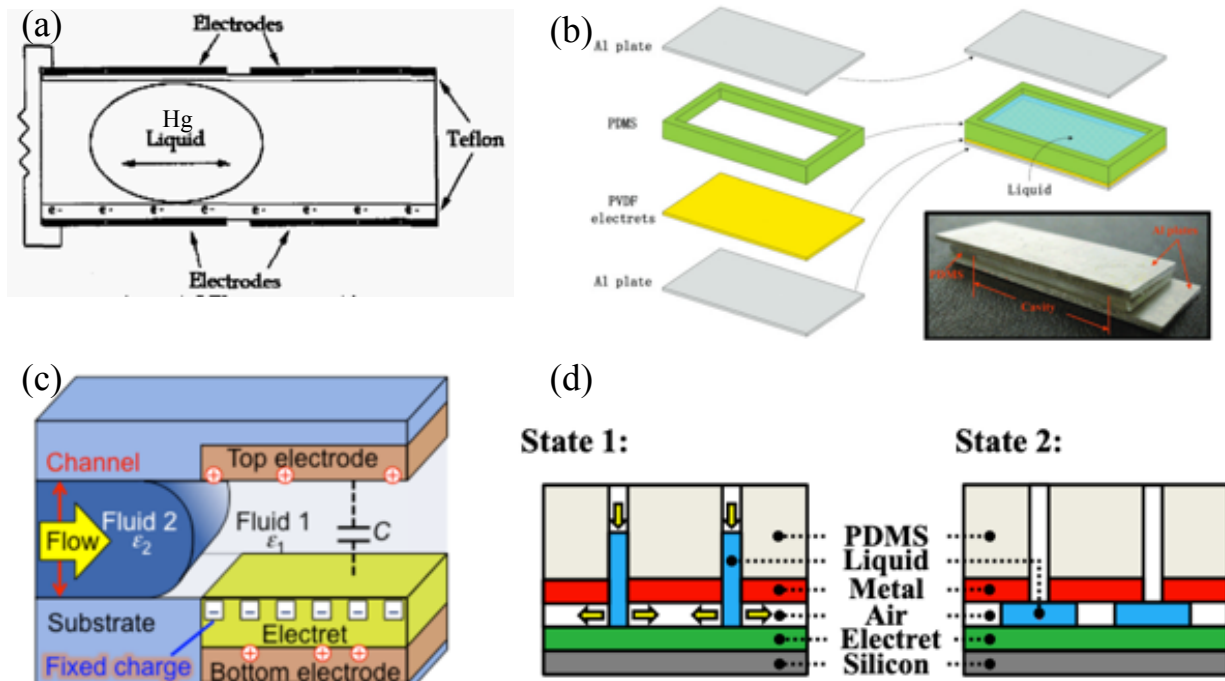 (a)
Electrodes
Hg
Liquid
Teflon
e- e- e- e- e- e- e-
Electrodes
(b)
Al plate
PDMS
PVDF
electrets
Al plate
Liquid
Al plates
PDMS
Cavity
(c)
Channel
Top electrode
Fluid 2
ε2
Fluid 1
ε1
C
Flow
Substrate
Electret
Fixed charge
Bottom electrode
(d)
State 1:
State 2:
PDMS
Liquid
Metal
Air
Electret
Silicon